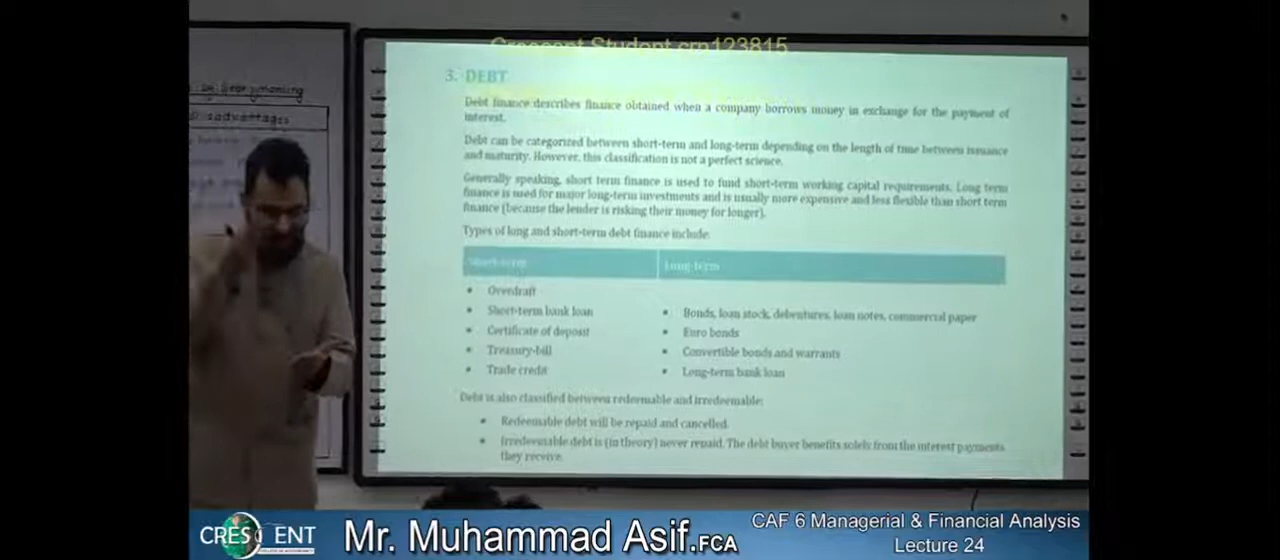 Crescent Student crn123815
3. DEBT
Debt finance describes finance obtained when a company borrows money in exchange for the payment of
interest.
Debt can be categorized between short-term and long-term depending on the length of time between issuance
and maturity. However, this classification is not a perfect science.
Generally speaking, short term finance is used to fund short-term working capital requirements. Long term
finance is used for major long-term investments and is usually more expensive and less flexible than short term
finance (because the lender is risking their money for longer).
Types of long and short-term debt finance include:
Short-term
Long-term
• Overdraft
• Short-term bank loan
• Certificate of deposit
• Treasury-bill
• Trade credit
• Bonds, loan stock, debentures, loan notes, commercial paper
• Euro bonds
• Convertible bonds and warrants
• Long-term bank loan
Debt is also classified between redeemable and irredeemable:
• Redeemable debt will be repaid and cancelled.
• Irredeemable debt is (in theory) never repaid. The debt buyer benefits solely from the interest payments
they receive.
CRESCENT
Mr. Muhammad Asif.FCA
CAF 6 Managerial & Financial Analysis
Lecture 24